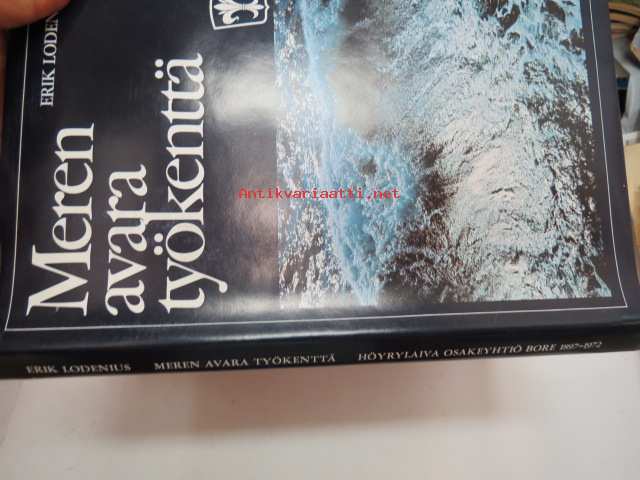 ERIK LODEN
Meren
avara
työkenttä
Antikvariaatti.net
ERIK LODENIUS MEREN AVARA TYÖKENTTÄ HÖYRYLAIVA OSAKEYHTIÖ BORE 1897-1972